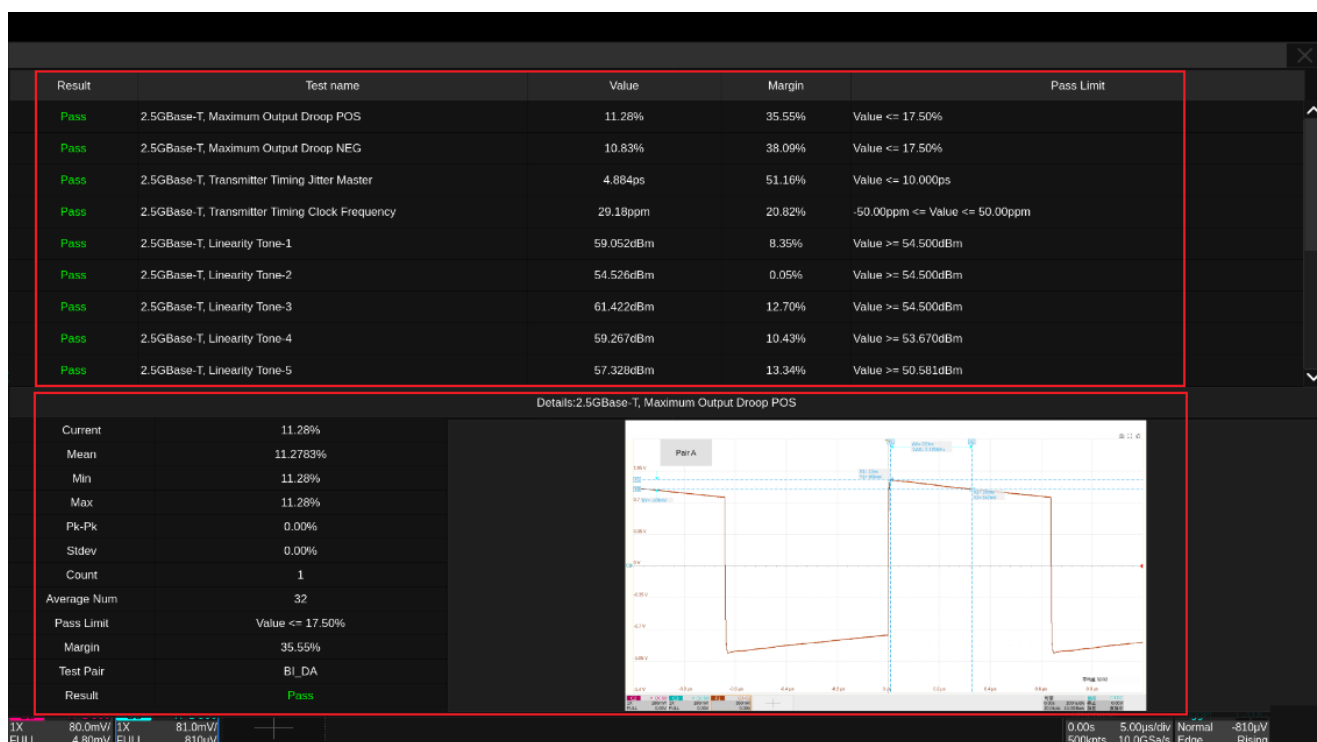 Result Test name Value Margin Pass Limit
Pass 2.5GBase-T, Maximum Output Droop POS 11.28% 35.55% Value <= 17.50%
Pass 2.5GBase-T, Maximum Output Droop NEG 10.83% 38.09% Value <= 17.50%
Pass 2.5GBase-T, Transmitter Timing Jitter Master 4.884ps 51.16% Value <= 10.000ps
Pass 2.5GBase-T, Transmitter Timing Clock Frequency 29.18ppm 20.82% -50.00ppm <= Value <= 50.00ppm
Pass 2.5GBase-T, Linearity Tone-1 59.052dBm 8.35% Value >= 54.500dBm
Pass 2.5GBase-T, Linearity Tone-2 54.526dBm 0.05% Value >= 54.500dBm
Pass 2.5GBase-T, Linearity Tone-3 61.422dBm 12.70% Value >= 54.500dBm
Pass 2.5GBase-T, Linearity Tone-4 59.267dBm 10.43% Value >= 53.670dBm
Pass 2.5GBase-T, Linearity Tone-5 57.328dBm 13.34% Value >= 50.581dBm
Details:2.5GBase-T, Maximum Output Droop POS
Current 11.28%
Mean 11.2783%
Min 11.28%
Max 11.28%
Pk-Pk 0.00%
Stdev 0.00%
Count 1
Average Num 32
Pass Limit Value <= 17.50%
Margin 35.55%
Test Pair BI_DA
Result Pass
Pair A
1X 80.0mV/ 1X 81.0mV/ 0.00s 5.00µs/div Normal -810µV
FULL 4.80mV FULL 810µV 500kpts 10.0GSa/s Edge Rising